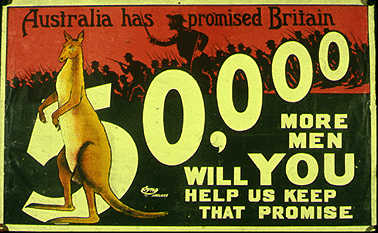 Australia has promised Britain
50,000
MORE
MEN
WILL YOU
HELP US KEEP
THAT PROMISE